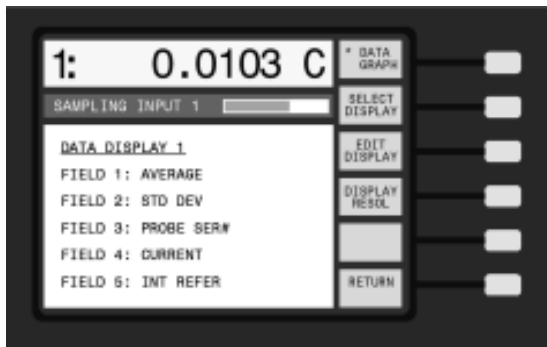 1: 0.0103 C
SAMPLING INPUT 1
DATA DISPLAY 1
FIELD 1: AVERAGE
FIELD 2: STD DEV
FIELD 3: PROBE SER#
FIELD 4: CURRENT
FIELD 5: INT REFER
* DATA
GRAPH
SELECT
DISPLAY
EDIT
DISPLAY
DISPLAY
RESOL
RETURN